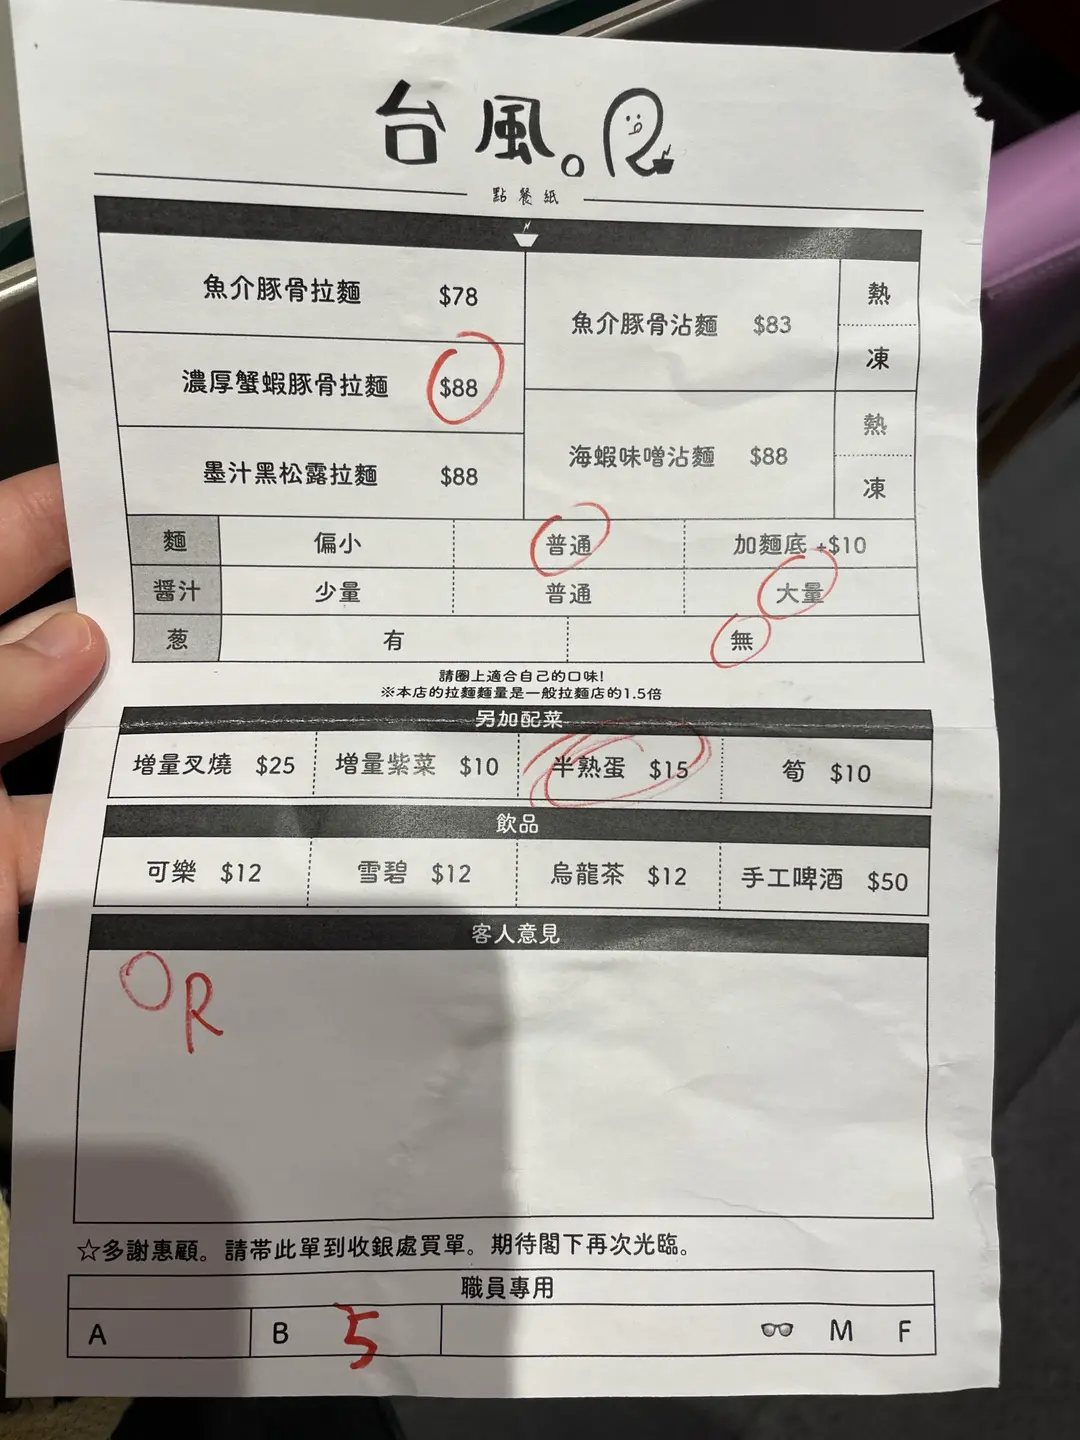 台風。
點餐紙
魚介豚骨拉麵 $78
濃厚蟹蝦豚骨拉麵 $88
墨汁黑松露拉麵 $88
魚介豚骨沾麵 $83
熱
凍
海蝦味噌沾麵 $88
熱
凍
麵 偏小 普通 加麵底 +$10
醬汁 少量 普通 大量
葱 有 無
請圈上適合自己的口味!
※本店的拉麵麵量是一般拉麵店的1.5倍
另加配菜
增量叉燒 $25 增量紫菜 $10 半熟蛋 $15 筍 $10
飲品
可樂 $12 雪碧 $12 烏龍茶 $12 手工啤酒 $50
客人意見
OR
☆多謝惠顧。請帶此單到收銀處買單。期待閣下再次光臨。
職員專用
A B 5 M F